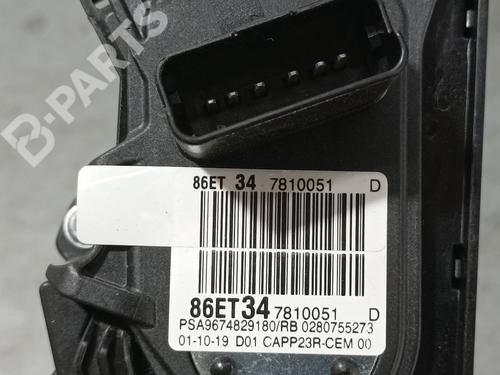 B-PARTS
86ET 34 7810051 D
86ET34 7810051 D
PSA9674829180/RB 0280755273
01-10-19 D01 CAPP23R-CEM 00